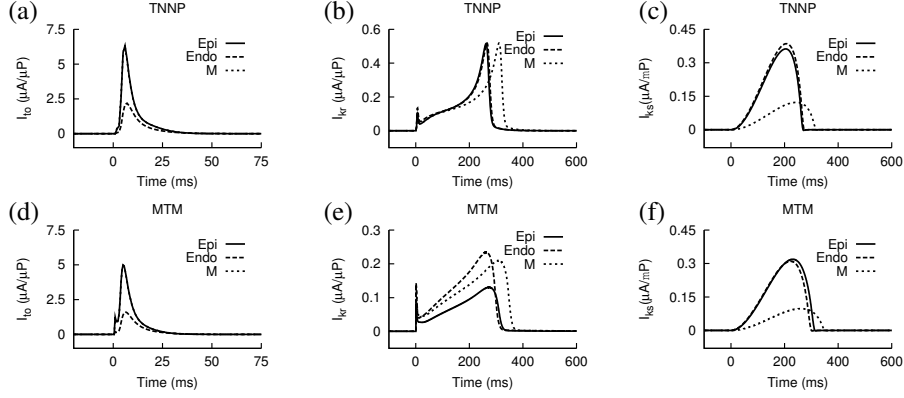 (a) TNNP
7.5
5
2.5
0
I_to (µA/µP)
Epi
Endo
M
0 25 50 75
Time (ms)
(b) TNNP
0.6
0.4
0.2
0
I_kr (µA/µP)
Epi
Endo
M
0 200 400 600
Time (ms)
(c) TNNP
0.45
0.3
0.15
0
I_ks(µA/mP)
Epi
Endo
M
0 200 400 600
Time (ms)
(d) MTM
7.5
5
2.5
0
I_to (µA/µP)
Epi
Endo
M
0 25 50 75
Time (ms)
(e) MTM
0.3
0.2
0.1
0
I_kr (µA/µP)
Epi
Endo
M
0 200 400 600
Time (ms)
(f) MTM
0.45
0.3
0.15
0
I_ks(µA/mP)
Epi
Endo
M
0 200 400 600
Time (ms)